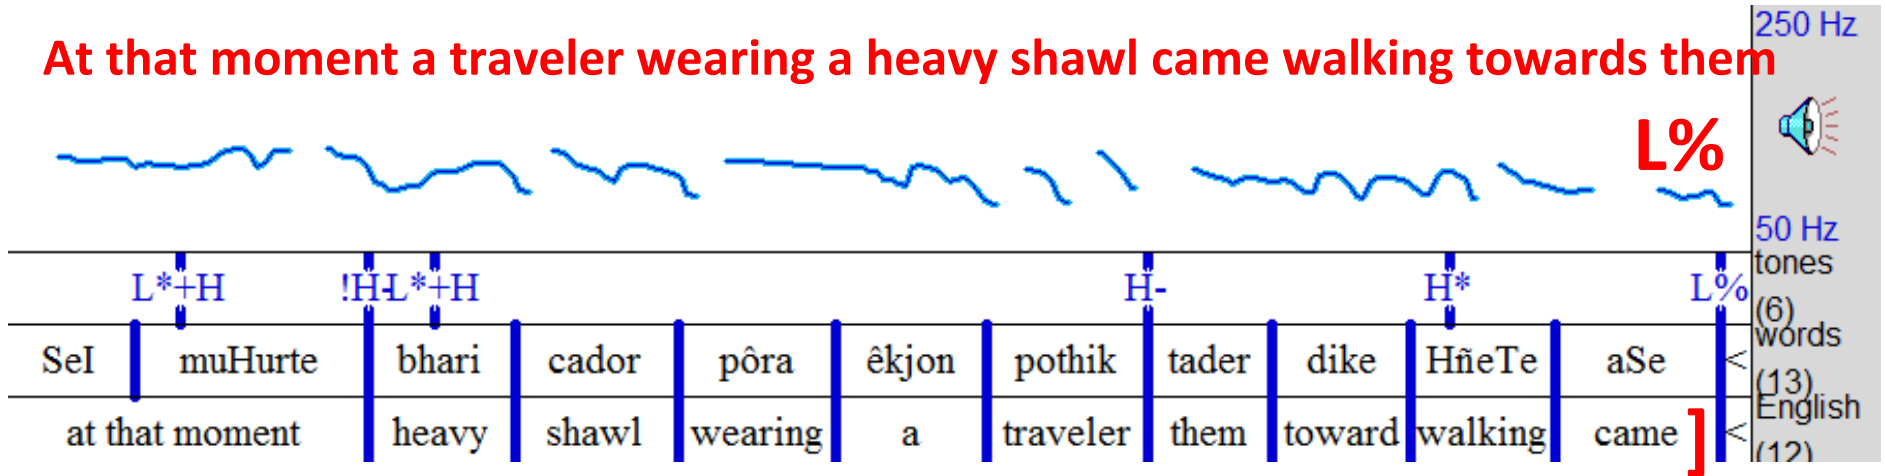 250 Hz
At that moment a traveler wearing a heavy shawl came walking towards them
L%
50 Hz
L*+H !H- L*+H H- H* L% tones (6)
SeI muHurte bhari cador pôra êkjon pothik tader dike HñeTe aSe < words (13)
at that moment heavy shawl wearing a traveler them toward walking came ] < English (12)